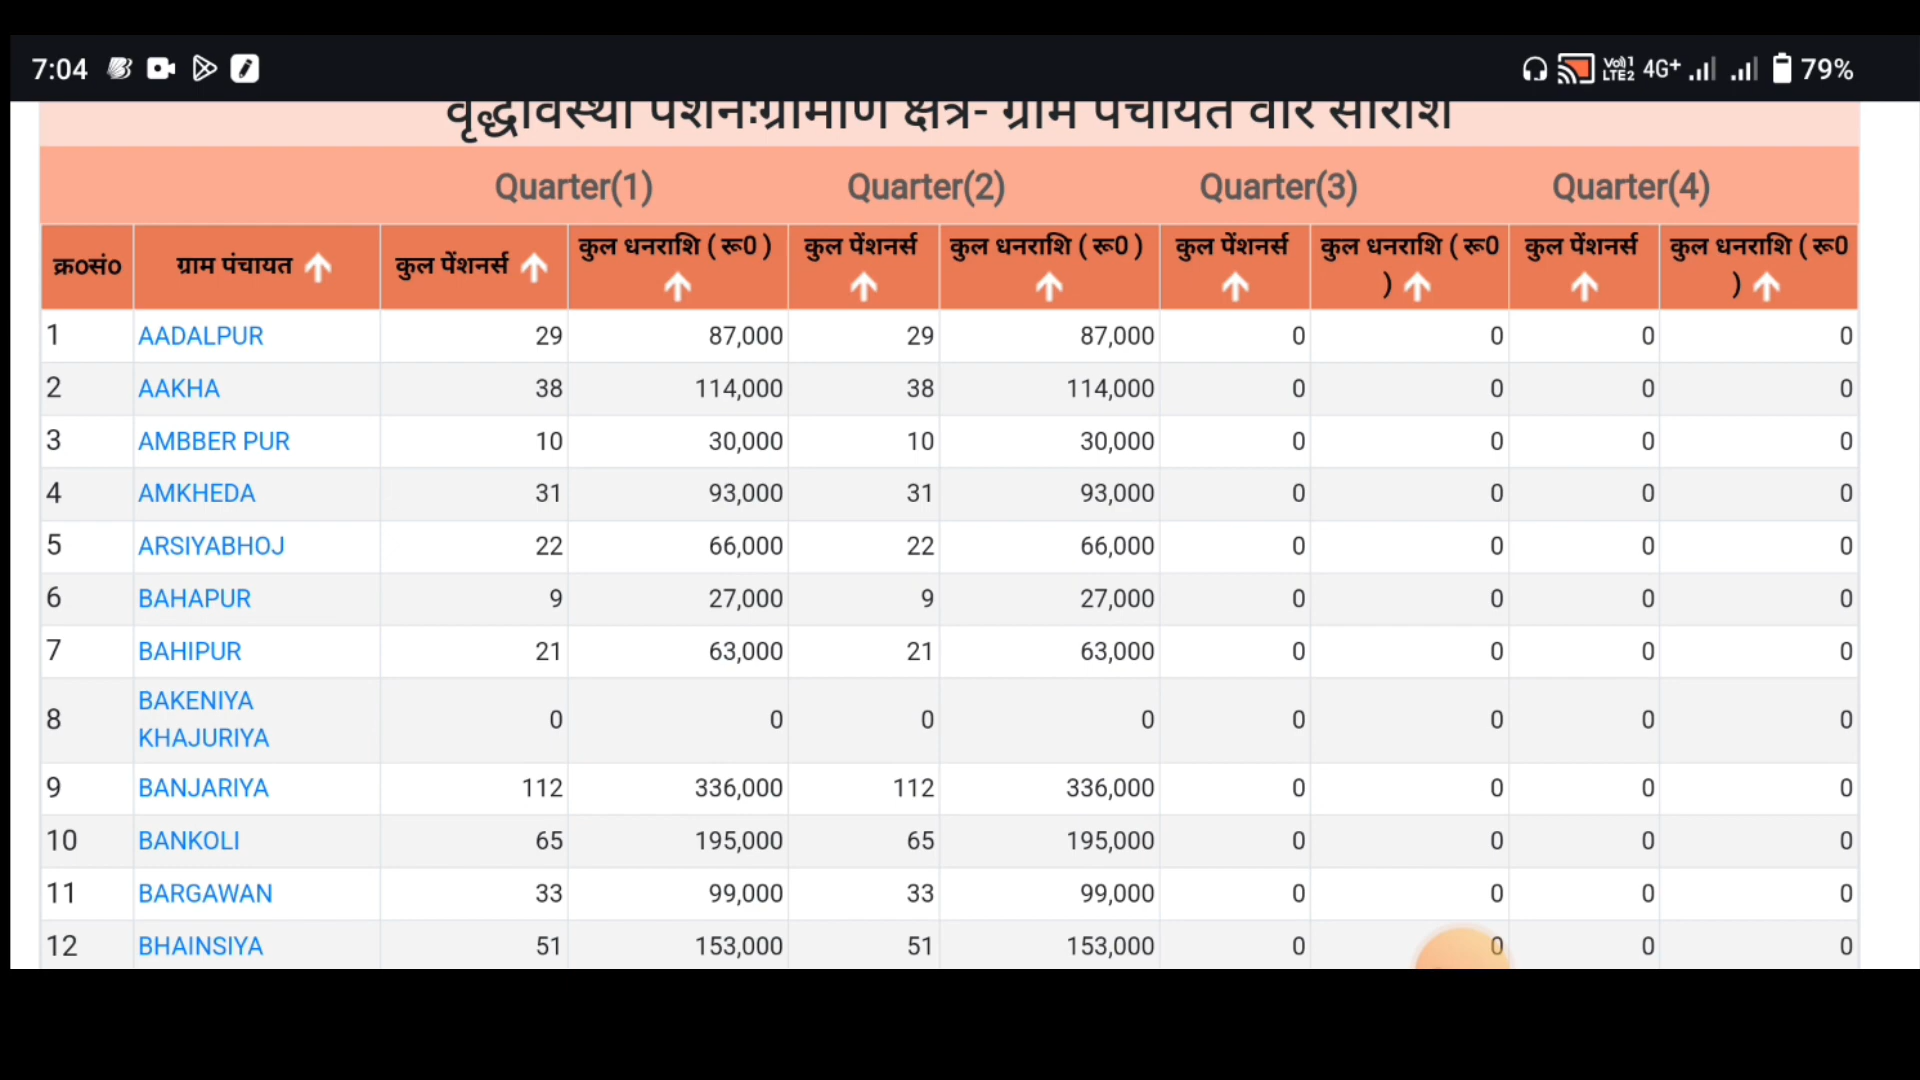 7:04 Vo)) 1 LTE2 4G+ 79%
वृद्धावस्था पेंशनःग्रामीण क्षेत्र- ग्राम पंचायत वार सारांश
Quarter(1) Quarter(2) Quarter(3) Quarter(4)
क्र०सं० ग्राम पंचायत कुल पेंशनर्स कुल धनराशि ( रू0 ) कुल पेंशनर्स कुल धनराशि ( रू0 ) कुल पेंशनर्स कुल धनराशि ( रू0 ) कुल पेंशनर्स कुल धनराशि ( रू0 )
1 AADALPUR 29 87,000 29 87,000 0 0 0 0
2 AAKHA 38 114,000 38 114,000 0 0 0 0
3 AMBBER PUR 10 30,000 10 30,000 0 0 0 0
4 AMKHEDA 31 93,000 31 93,000 0 0 0 0
5 ARSIYABHOJ 22 66,000 22 66,000 0 0 0 0
6 BAHAPUR 9 27,000 9 27,000 0 0 0 0
7 BAHIPUR 21 63,000 21 63,000 0 0 0 0
8 BAKENIYA KHAJURIYA 0 0 0 0 0 0 0 0
9 BANJARIYA 112 336,000 112 336,000 0 0 0 0
10 BANKOLI 65 195,000 65 195,000 0 0 0 0
11 BARGAWAN 33 99,000 33 99,000 0 0 0 0
12 BHAINSIYA 51 153,000 51 153,000 0 0 0 0